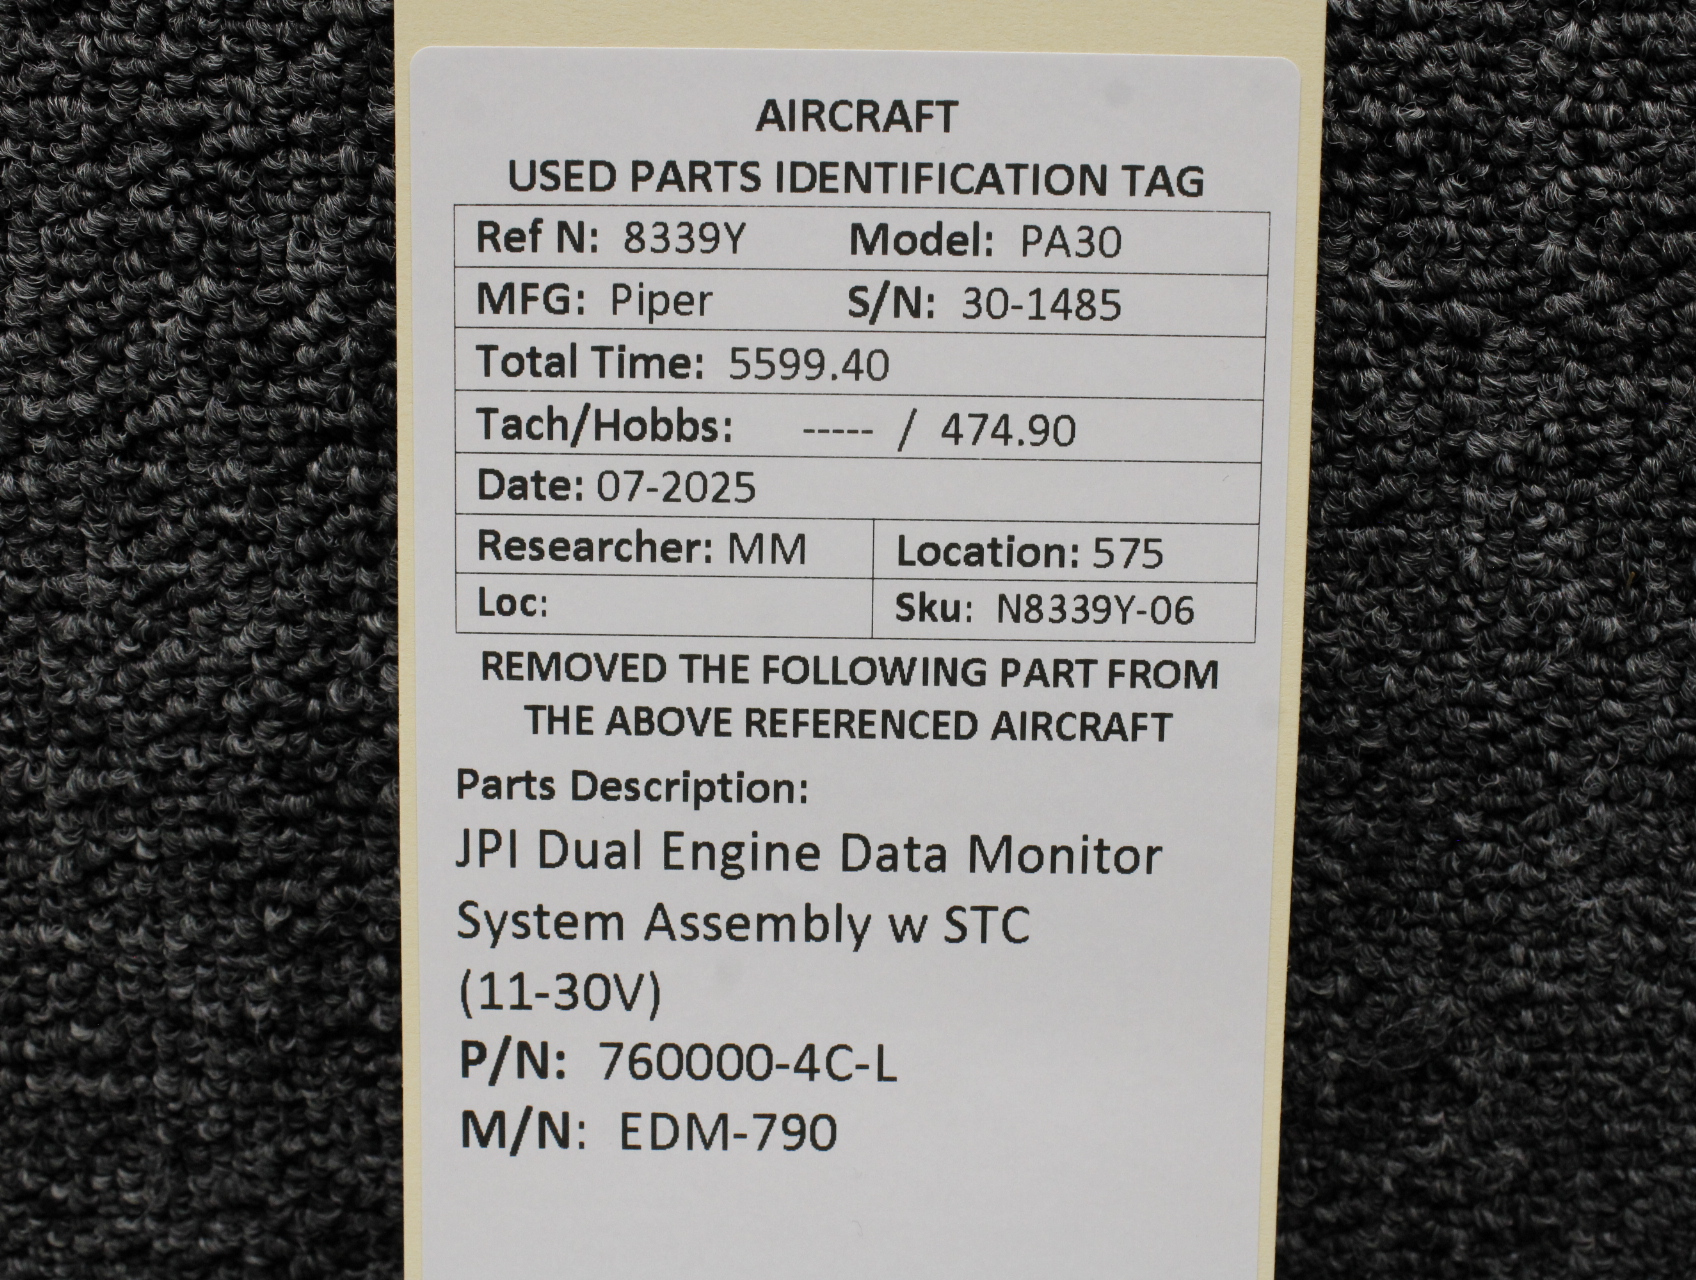 AIRCRAFT
USED PARTS IDENTIFICATION TAG
Ref N: 8339Y Model: PA30
MFG: Piper S/N: 30-1485
Total Time: 5599.40
Tach/Hobbs: ----- / 474.90
Date: 07-2025
Researcher: MM Location: 575
Loc: Sku: N8339Y-06
REMOVED THE FOLLOWING PART FROM
THE ABOVE REFERENCED AIRCRAFT
Parts Description:
JPI Dual Engine Data Monitor
System Assembly w STC
(11-30V)
P/N: 760000-4C-L
M/N: EDM-790